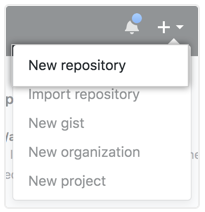 New repository
Import repository
New gist
New organization
New project